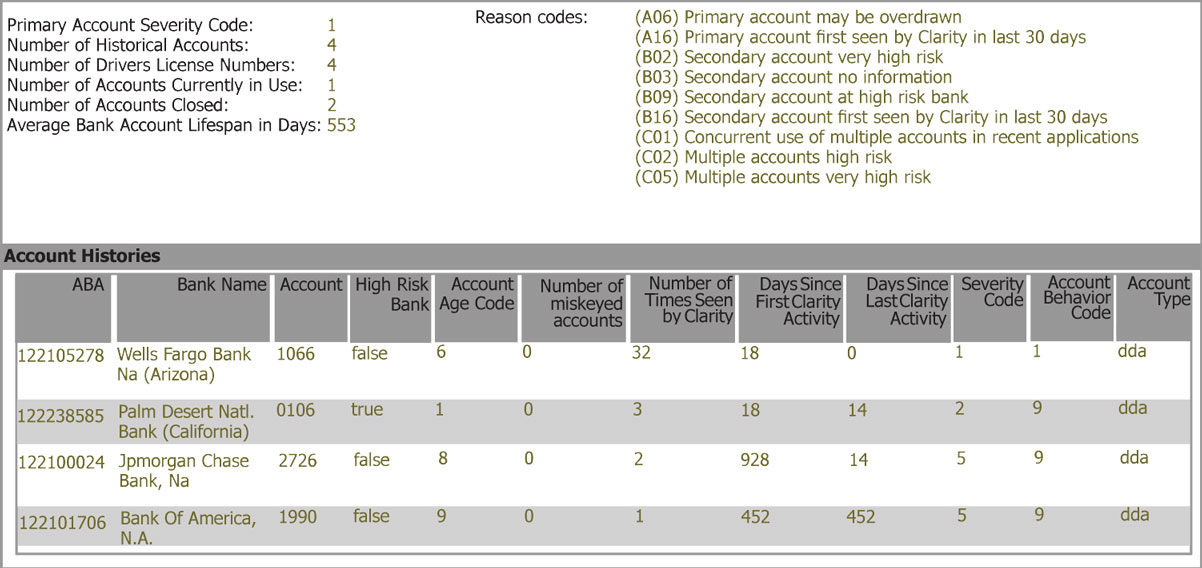 Primary Account Severity Code: 1
Number of Historical Accounts: 4
Number of Drivers License Numbers: 4
Number of Accounts Currently in Use: 1
Number of Accounts Closed: 2
Average Bank Account Lifespan in Days: 553
Reason codes: (A06) Primary account may be overdrawn
(A16) Primary account first seen by Clarity in last 30 days
(B02) Secondary account very high risk
(B03) Secondary account no information
(B09) Secondary account at high risk bank
(B16) Secondary account first seen by Clarity in last 30 days
(C01) Concurrent use of multiple accounts in recent applications
(C02) Multiple accounts high risk
(C05) Multiple accounts very high risk
Account Histories
ABA Bank Name Account High Risk Account Number of Number of Days Since Days Since Severity Account Account
Bank Age Code miskeyed Times Seen First Clarity Last Clarity Code Behavior Type
accounts by Clarity Activity Activity Code
122105278 Wells Fargo Bank 1066 false 6 0 32 18 0 1 1 dda
Na (Arizona)
122238585 Palm Desert Natl. 0106 true 1 0 3 18 14 2 9 dda
Bank (California)
122100024 Jpmorgan Chase 2726 false 8 0 2 928 14 5 9 dda
Bank, Na
122101706 Bank Of America, 1990 false 9 0 1 452 452 5 9 dda
N.A.